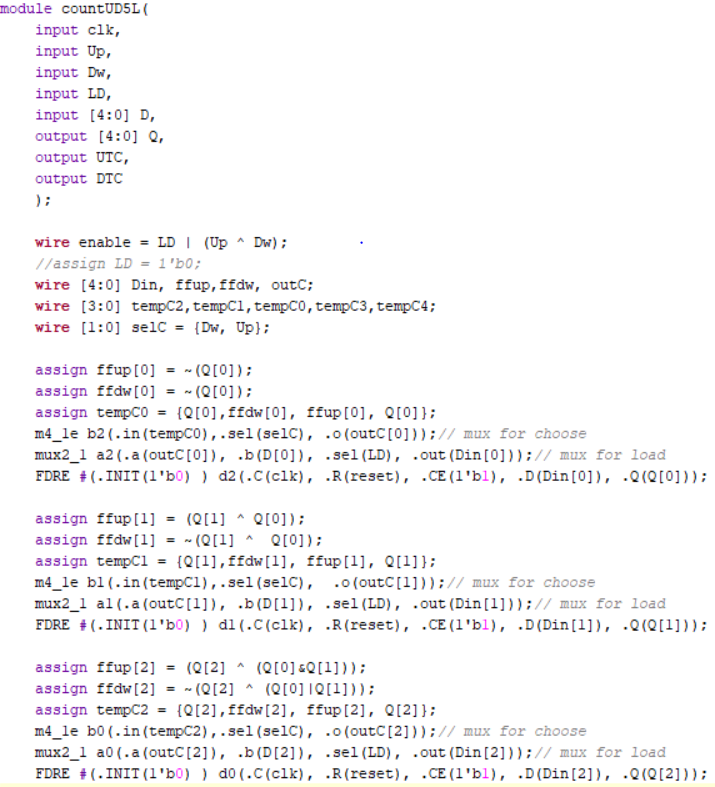 module countUD5L(
input clk,
input Up,
input Dw,
input LD,
input [4:0] D,
output [4:0] Q,
output UTC,
output DTC
);
wire enable = LD | (Up ^ Dw);
//assign LD = 1'b0;
wire [4:0] Din, ffup,ffdw, outC;
wire [3:0] tempC2,tempC1,tempC0,tempC3,tempC4;
wire [1:0] selC = {Dw, Up};
assign ffup[0] = ~(Q[0]);
assign ffdw[0] = ~(Q[0]);
assign tempC0 = {Q[0],ffdw[0], ffup[0], Q[0]};
m4_1e b2(.in(tempC0),.sel(selC), .o(outC[0]));// mux for choose
mux2_1 a2(.a(outC[0]), .b(D[0]), .sel(LD), .out(Din[0]));// mux for load
FDRE #(.INIT(1'b0) ) d2(.C(clk), .R(reset), .CE(1'b1), .D(Din[0]), .Q(Q[0]));
assign ffup[1] = (Q[1] ^ Q[0]);
assign ffdw[1] = ~(Q[1] ^  Q[0]);
assign tempC1 = {Q[1],ffdw[1], ffup[1], Q[1]};
m4_1e b1(.in(tempC1),.sel(selC),  .o(outC[1]));// mux for choose
mux2_1 a1(.a(outC[1]), .b(D[1]), .sel(LD), .out(Din[1]));// mux for load
FDRE #(.INIT(1'b0) ) d1(.C(clk), .R(reset), .CE(1'b1), .D(Din[1]), .Q(Q[1]));
assign ffup[2] = (Q[2] ^ (Q[0]&Q[1]));
assign ffdw[2] = ~(Q[2] ^ (Q[0]|Q[1]));
assign tempC2 = {Q[2],ffdw[2], ffup[2], Q[2]};
m4_1e b0(.in(tempC2),.sel(selC), .o(outC[2]));// mux for choose
mux2_1 a0(.a(outC[2]), .b(D[2]), .sel(LD), .out(Din[2]));// mux for load
FDRE #(.INIT(1'b0) ) d0(.C(clk), .R(reset), .CE(1'b1), .D(Din[2]), .Q(Q[2]));